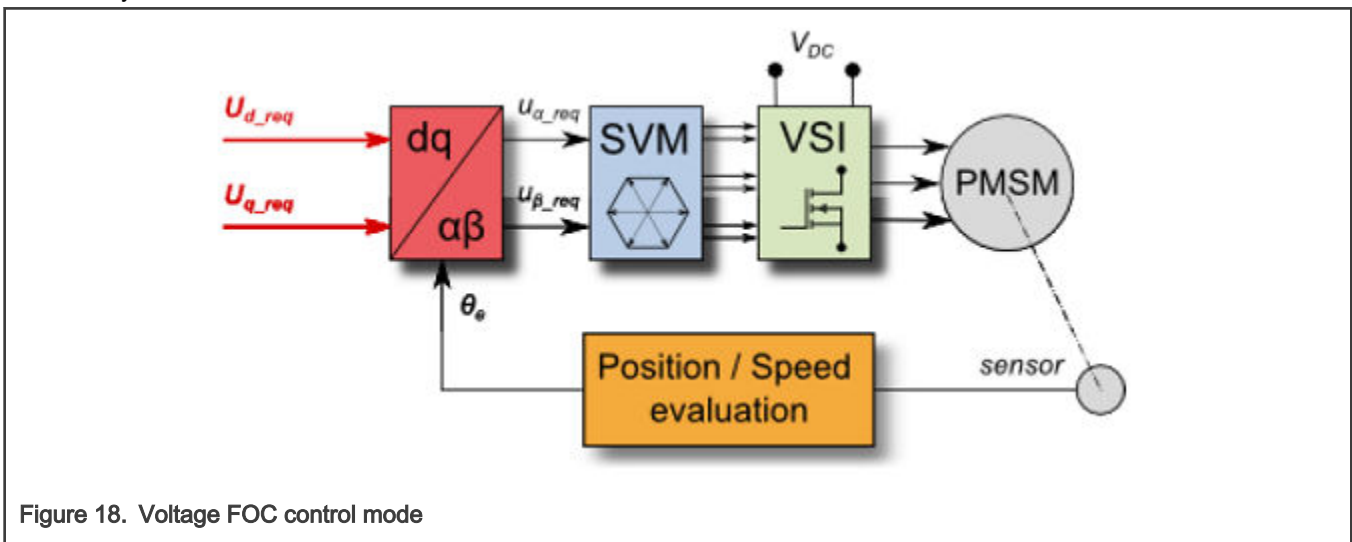 V_DC
U_d_req
dq
u_α_req
SVM
VSI
PMSM
U_q_req
αβ
u_β_req
θ_e
Position / Speed
evaluation
sensor
Figure 18. Voltage FOC control mode